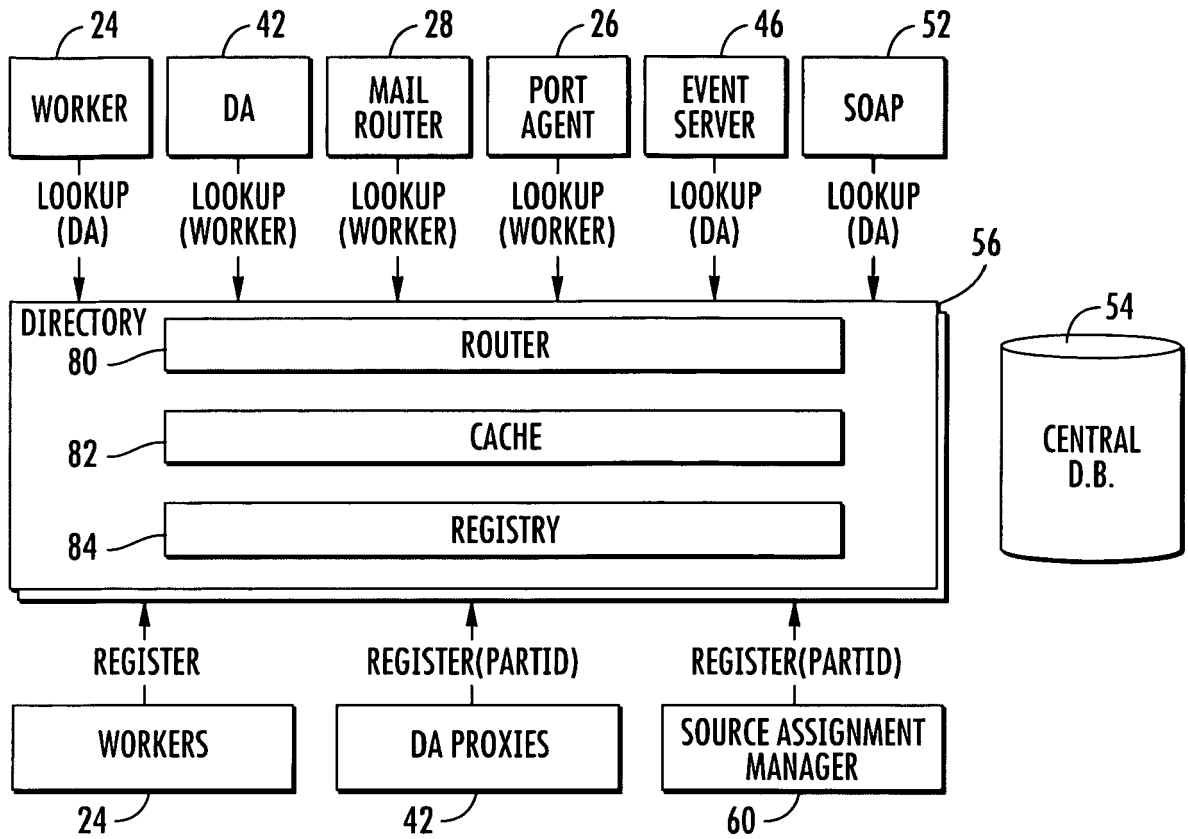 24 42 28 26 46 52
WORKER DA MAIL ROUTER PORT AGENT EVENT SERVER SOAP
LOOKUP (DA) LOOKUP (WORKER) LOOKUP (WORKER) LOOKUP (WORKER) LOOKUP (DA) LOOKUP (DA)
56
DIRECTORY
80 ROUTER
82 CACHE
84 REGISTRY
54
CENTRAL
D.B.
REGISTER REGISTER(PARTID) REGISTER(PARTID)
WORKERS DA PROXIES SOURCE ASSIGNMENT MANAGER
24 42 60